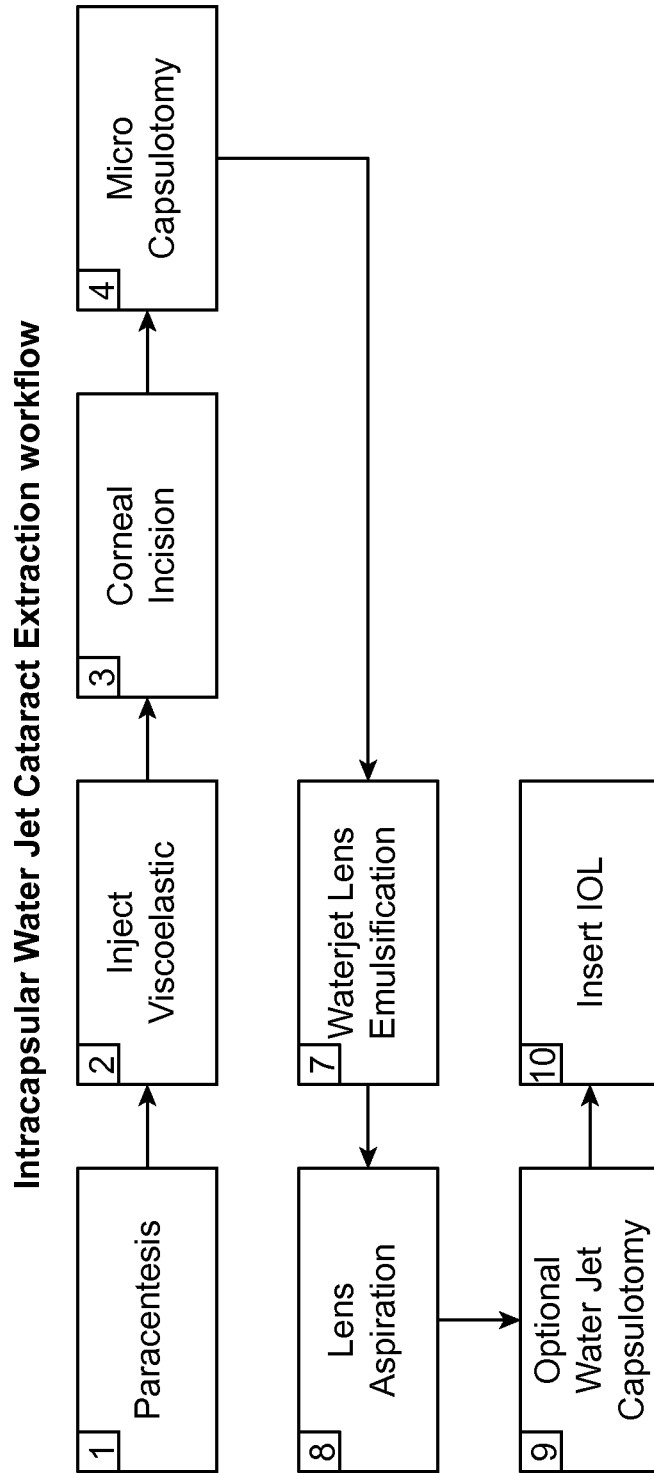 Intracapsular Water Jet Cataract Extraction workflow
1
Paracentesis
2
Inject
Viscoelastic
3
Corneal
Incision
4
Micro
Capsulotomy
7
Waterjet Lens
Emulsification
8
Lens
Aspiration
9
Optional
Water Jet
Capsulotomy
10
Insert IOL